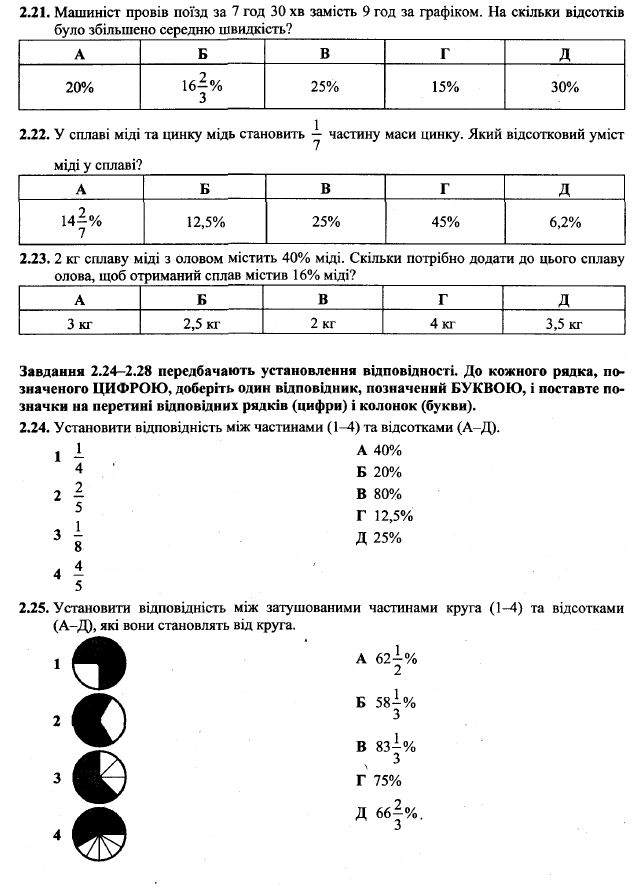 2.21. Машиніст провів поїзд за 7 год 30 хв замість 9 год за графіком. На скільки відсотків
було збільшено середню швидкість?
А Б В Г Д
20% 16 2/3 % 25% 15% 30%
2.22. У сплаві міді та цинку мідь становить 1/7 частину маси цинку. Який відсотковий уміст
міді у сплаві?
А Б В Г Д
14 2/7 % 12,5% 25% 45% 6,2%
2.23. 2 кг сплаву міді з оловом містить 40% міді. Скільки потрібно додати до цього сплаву
олова, щоб отриманий сплав містив 16% міді?
А Б В Г Д
3 кг 2,5 кг 2 кг 4 кг 3,5 кг
Завдання 2.24–2.28 передбачають установлення відповідності. До кожного рядка, по-
значеного ЦИФРОЮ, доберіть один відповідник, позначений БУКВОЮ, і поставте по-
значки на перетині відповідних рядків (цифри) і колонок (букви).
2.24. Установити відповідність між частинами (1–4) та відсотками (А–Д).
1 1/4
2 2/5
3 1/8
4 4/5
А 40%
Б 20%
В 80%
Г 12,5%
Д 25%
2.25. Установити відповідність між затушованими частинами круга (1–4) та відсотками
(А–Д), які вони становлять від круга.
1
2
3
4
А 62 1/2 %
Б 58 1/3 %
В 83 1/3 %
Г 75%
Д 66 2/3 %.